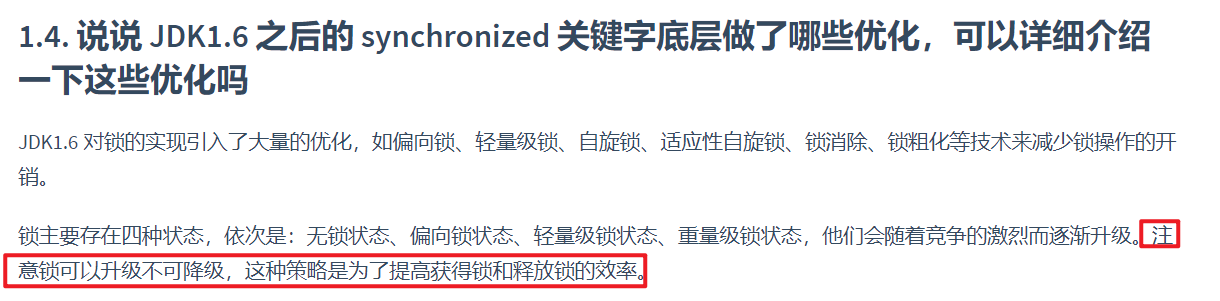 1.4. 说说 JDK1.6 之后的 synchronized 关键字底层做了哪些优化，可以详细介绍
一下这些优化吗
JDK1.6 对锁的实现引入了大量的优化，如偏向锁、轻量级锁、自旋锁、适应性自旋锁、锁消除、锁粗化等技术来减少锁操作的开
销。
锁主要存在四种状态，依次是：无锁状态、偏向锁状态、轻量级锁状态、重量级锁状态，他们会随着竞争的激烈而逐渐升级。注
意锁可以升级不可降级，这种策略是为了提高获得锁和释放锁的效率。